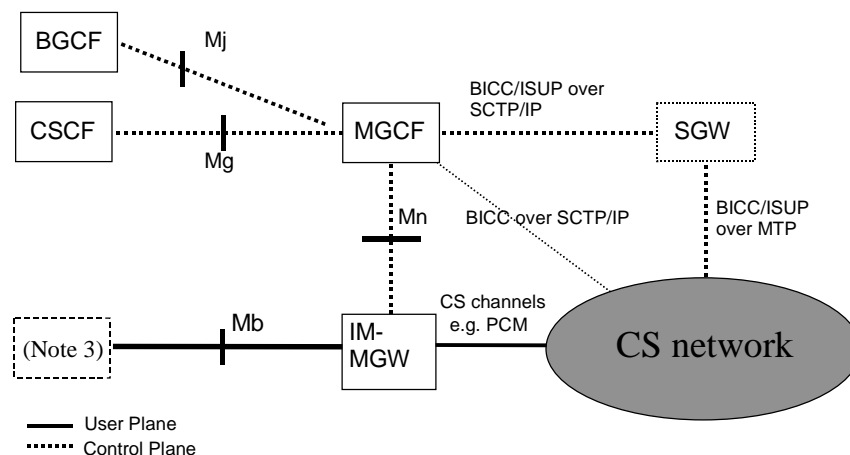 BGCF
Mj
BICC/ISUP over
SCTP/IP
CSCF
Mg
MGCF
SGW
Mn
BICC over SCTP/IP
BICC/ISUP
over MTP
(Note 3)
Mb
IM-
MGW
CS channels
e.g. PCM
CS network
User Plane
Control Plane